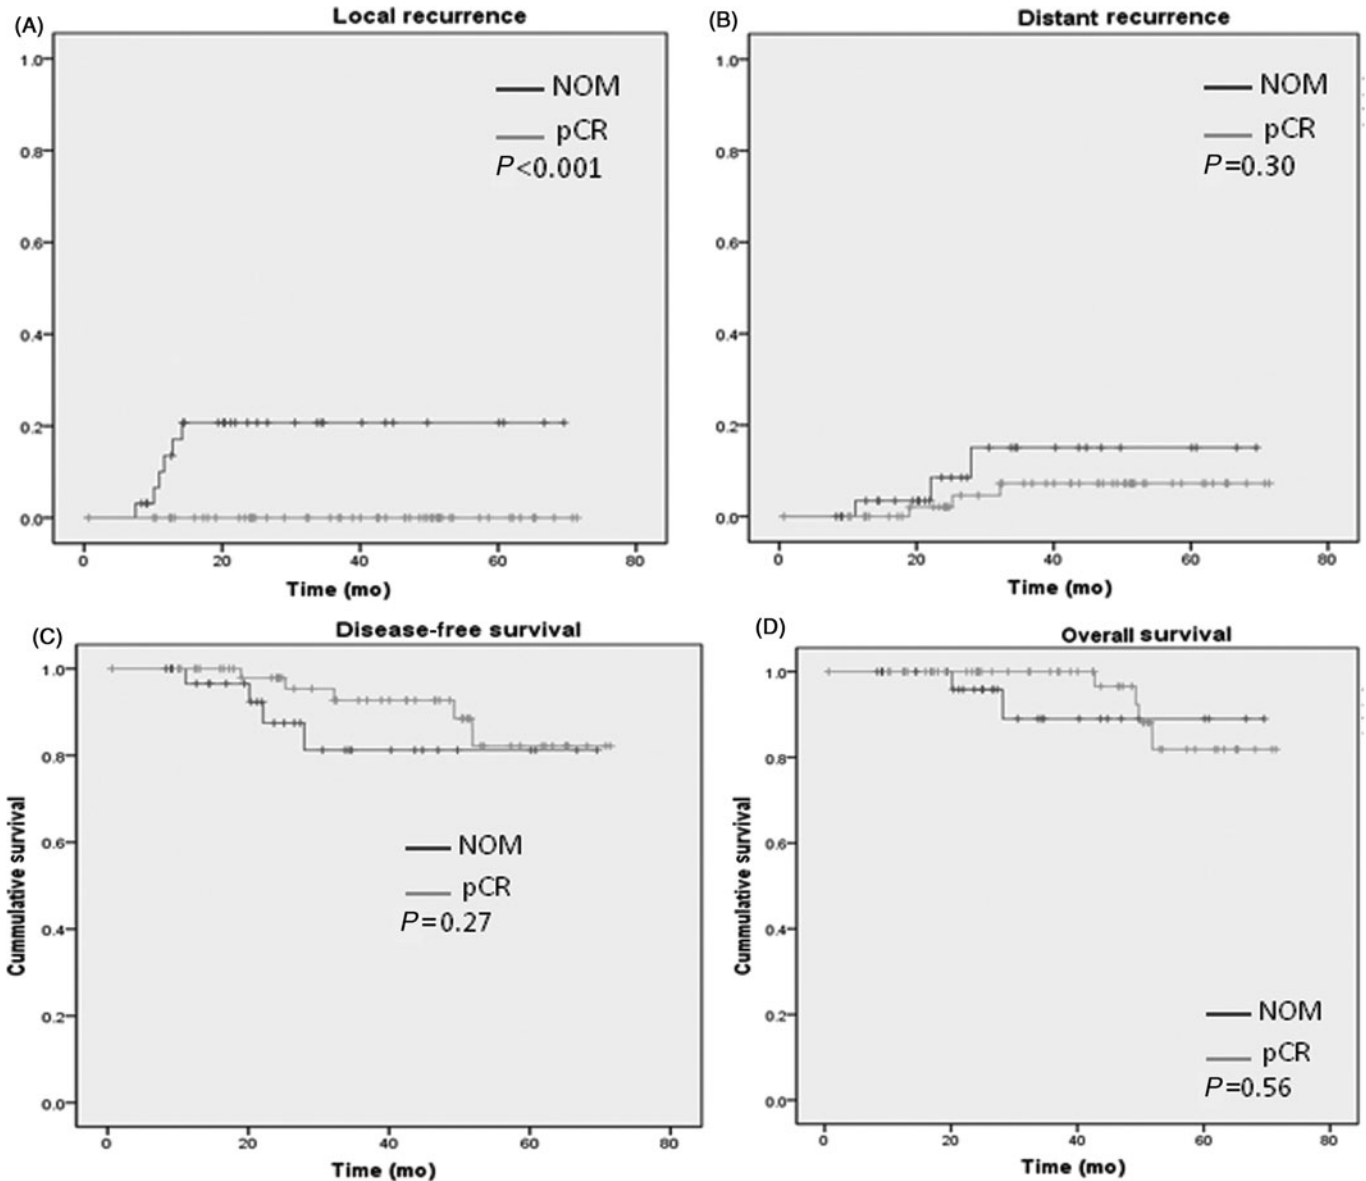 (A)
Local recurrence
1.0
0.8
0.6
0.4
0.2
0.0
NOM
pCR
P<0.001
0 20 40 60 80
Time (mo)
(B)
Distant recurrence
1.0
0.8
0.6
0.4
0.2
0.0
NOM
pCR
P=0.30
0 20 40 60 80
Time (mo)
(C)
Disease-free survival
Cummulative survival
1.0
0.8
0.6
0.4
0.2
0.0
NOM
pCR
P=0.27
0 20 40 60 80
Time (mo)
(D)
Overall survival
Cummulative survival
1.0
0.8
0.6
0.4
0.2
0.0
NOM
pCR
P=0.56
0 20 40 60 80
Time (mo)